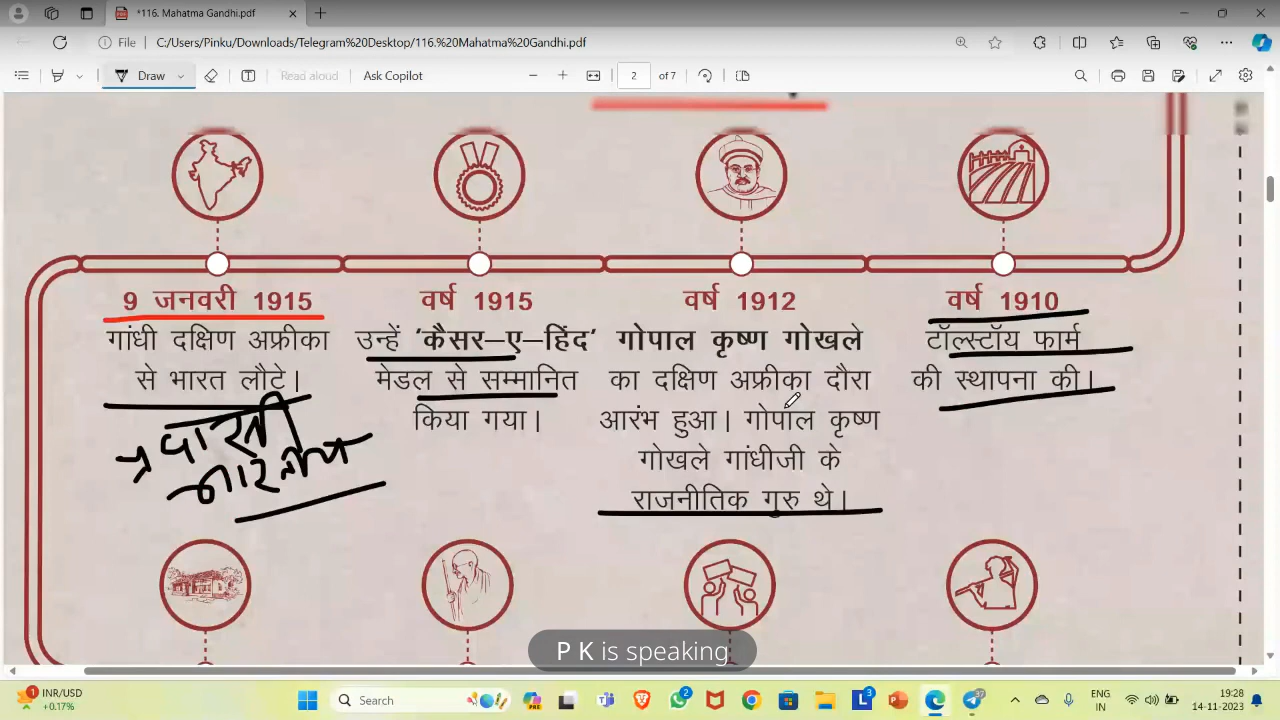 *116. Mahatma Gandhi.pdf
File C:/Users/Pinku/Downloads/Telegram%20Desktop/116.%20Mahatma%20Gandhi.pdf
Draw Read aloud Ask Copilot 2 of 7
9 जनवरी 1915
गांधी दक्षिण अफ्रीका
से भारत लौटे।
वर्ष 1915
उन्हें 'कैसर–ए–हिंद'
मेडल से सम्मानित
किया गया।
वर्ष 1912
गोपाल कृष्ण गोखले
का दक्षिण अफ्रीका दौरा
आरंभ हुआ। गोपाल कृष्ण
गोखले गांधीजी के
राजनीतिक गुरु थे।
वर्ष 1910
टॉल्स्टॉय फार्म
की स्थापना की।
P K is speaking
INR/USD
+0.17%
Search
ENG
IN
19:28
14-11-2023